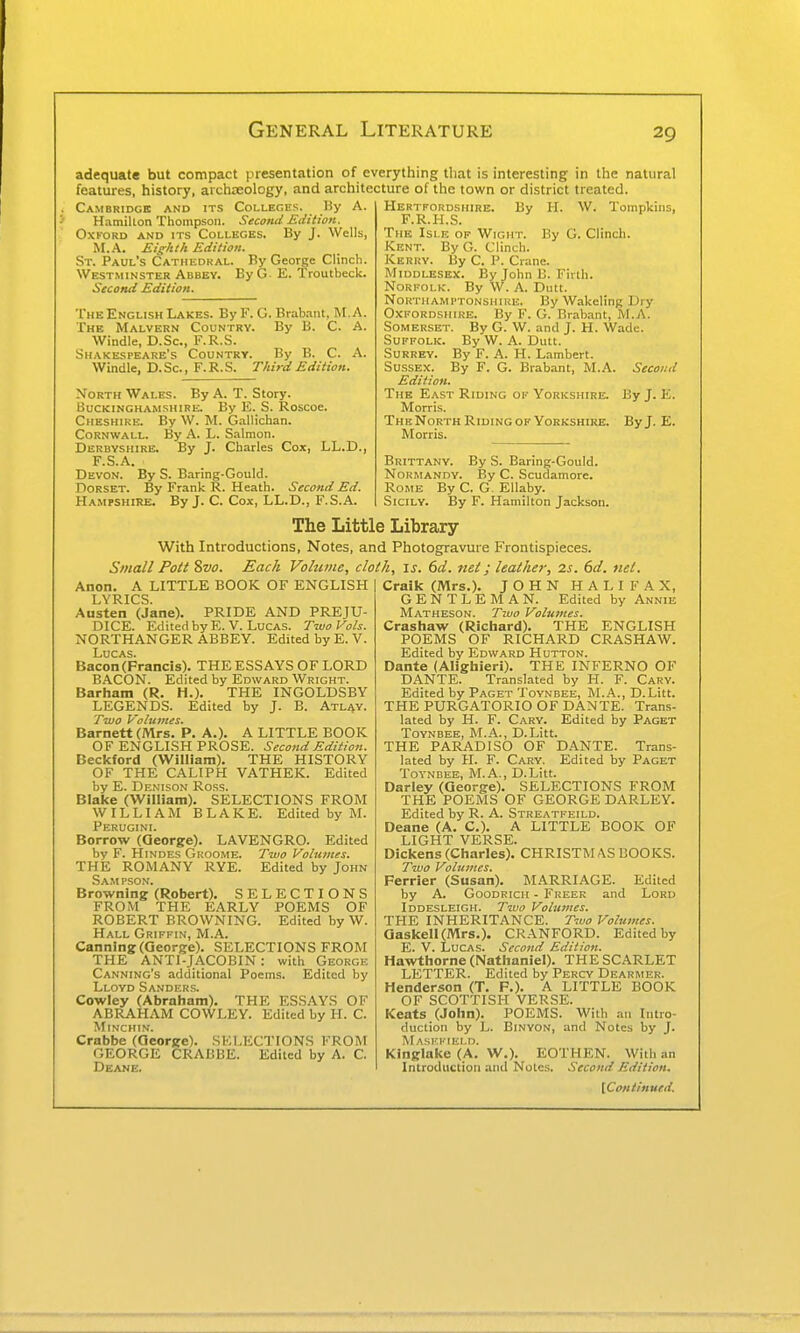 General Literature 29
adequate but compact presentation of everything that is interesting in the natural
features, history, archæology, and architecture of the town or district treated.
Cambridge and its Colleges. By A.
Hamilton Thompson. Second Edition.
Oxford and its Colleges. By J. Wells,
M.A. Eighth Edition.
St. Paul's Cathedral. By George Clinch.
Westminster Abbey. By G. E. Troutbeck.
Second Edition.
The English Lakes. By F. G. Brabant, M.A.
The Malvern Country. By B. C. A.
Windle, D.Sc., F.R.S.
Shakespeare's Country. By B. C. A.
Windle, D.Sc., F.R.S. Third Edition.
North Wales. By A. T. Story.
Buckinghamshire. By E. S. Roscoe.
Cheshire. By W. M. Gallichan.
Cornwall. By A. L. Salmon.
Derbyshire. By J. Charles Cox, LL.D.,
F.S.A.
Devon. By S. Baring-Gould.
Dorset. By Frank R. Heath. Second Ed.
Hampshire. By J. C. Cox, LL.D., F.S.A.
Hertfordshire. By H. W. Tompkins,
F.R.H.S.
The Isle of Wight. By G. Clinch.
Kent. By G. Clinch.
Kerry. By C. P. Crane.
Middlesex. By John B. Firth.
Norfolk. By W. A. Dutt.
Northamptonshire. By Wakeling Dry
Oxfordshire. By F. G. Brabant, M.A.
Somerset. By G. W. and J. H. Wade.
Suffolk. By W. A. Dutt.
Surrey. By F. A. H. Lambert.
Sussex. By F. G. Brabant, M.A. Second
Edition.
The East Riding of Yorkshire. By J. E.
Morris.
The North Riding of Yorkshire. By J. E.
Morris.
Brittany. By S. Baring-Gould.
Normandy. By C. Scudamore.
Rome By C. G. Ellaby.
Sicily. By F. Hamilton Jackson.
The Little Library
With Introductions, Notes, and Photogravure Frontispieces.
Small Pott 8vo. Each Volume, cloth, 1s. 6d. net; leather, 2s. 6d. net.
Anon. A LITTLE BOOK OF ENGLISH
LYRICS.
Austen (Jane). PRIDE AND PREJU-
DICE. Edited by E. V. Lucas. Two Vols.
NORTHANGER ABBEY. Edited by E. V.
Lucas.
Bacon (Francis). THE ESSAYS OF LORD
BACON. Edited by Edward Wright.
Barham (R. H.). THE INGOLDSBY
LEGENDS. Edited by J. B. Atlay.
Two Volumes.
Barnett (Mrs. P. A.). A LITTLE BOOK
OF ENGLISH PROSE. Second Edition.
Beckford (William). THE HISTORY
OF THE CALIPH VATHEK. Edited
by E. Denison Ross.
Blake (William). SELECTIONS FROM
WILLIAM BLAKE. Edited by M.
Perugini.
Borrow (George). LAVENGRO. Edited
by F. Hindes Groome. Two Volumes.
THE ROMANY RYE. Edited by John
Sampson.
Browning (Robert). SELECTIONS
FROM THE EARLY POEMS OF
ROBERT BROWNING. Edited by W.
Hall Griffin, M.A.
Canning (George). SELECTIONS FROM
THE ANTI-JACOBIN: with George
Canning's additional Poems. Edited by
Lloyd Sanders.
Cowley (Abraham). THE ESSAYS OF
ABRAHAM COWLEY. Edited by H. C.
Minchin.
Crabbe (George). SELECTIONS FROM
GEORGE CRABBE. Edited by A. C.
Deane.
Craik (Mrs.). JOHN HALIFAX,
GENTLEMAN. Edited by Annie
Matheson. Two Volumes.
Crashaw (Richard). THE ENGLISH
POEMS OF RICHARD CRASHAW.
Edited by Edward Hutton.
Dante (Alighieri). THE INFERNO OF
DANTE. Translated by H. F. Cary.
Edited by Paget Toynbee, M.A., D.Litt.
THE PURGATORIO OF DANTE. Trans-
lated by H. F. Cary. Edited by Paget
Toynbee, M.A., D.Litt.
THE PARADISO OF DANTE. Trans-
lated by H. F. Cary. Edited by Paget
Toynbee, M.A., D.Litt.
Darley (George). SELECTIONS FROM
THE POEMS OF GEORGE DARLEY.
Edited by R. A. Streatfeild.
Deane (A. C.). A LITTLE BOOK OF
LIGHT VERSE.
Dickens (Charles). CHRISTMAS BOOKS.
Two Volumes.
Ferrier (Susan). MARRIAGE. Edited
by A. Goodrich - Freer and Lord
Iddesleigh. Two Volumes.
THE INHERITANCE. Two Volumes.
Gaskell (Mrs.). CRANFORD. Edited by
E. V. Lucas. Second Edition.
Hawthorne (Nathaniel). THE SCARLET
LETTER. Edited by Percy Dearmer.
Henderson (T. F.). A LITTLE BOOK
OF SCOTTISH VERSE.
Keats (John). POEMS. With an Intro-
duction by L. Binyon, and Notes by J.
Masefield.
Kinglake (A. W.). EOTHEN. With an
Introduction and Notes. Second Edition.
[Continued.